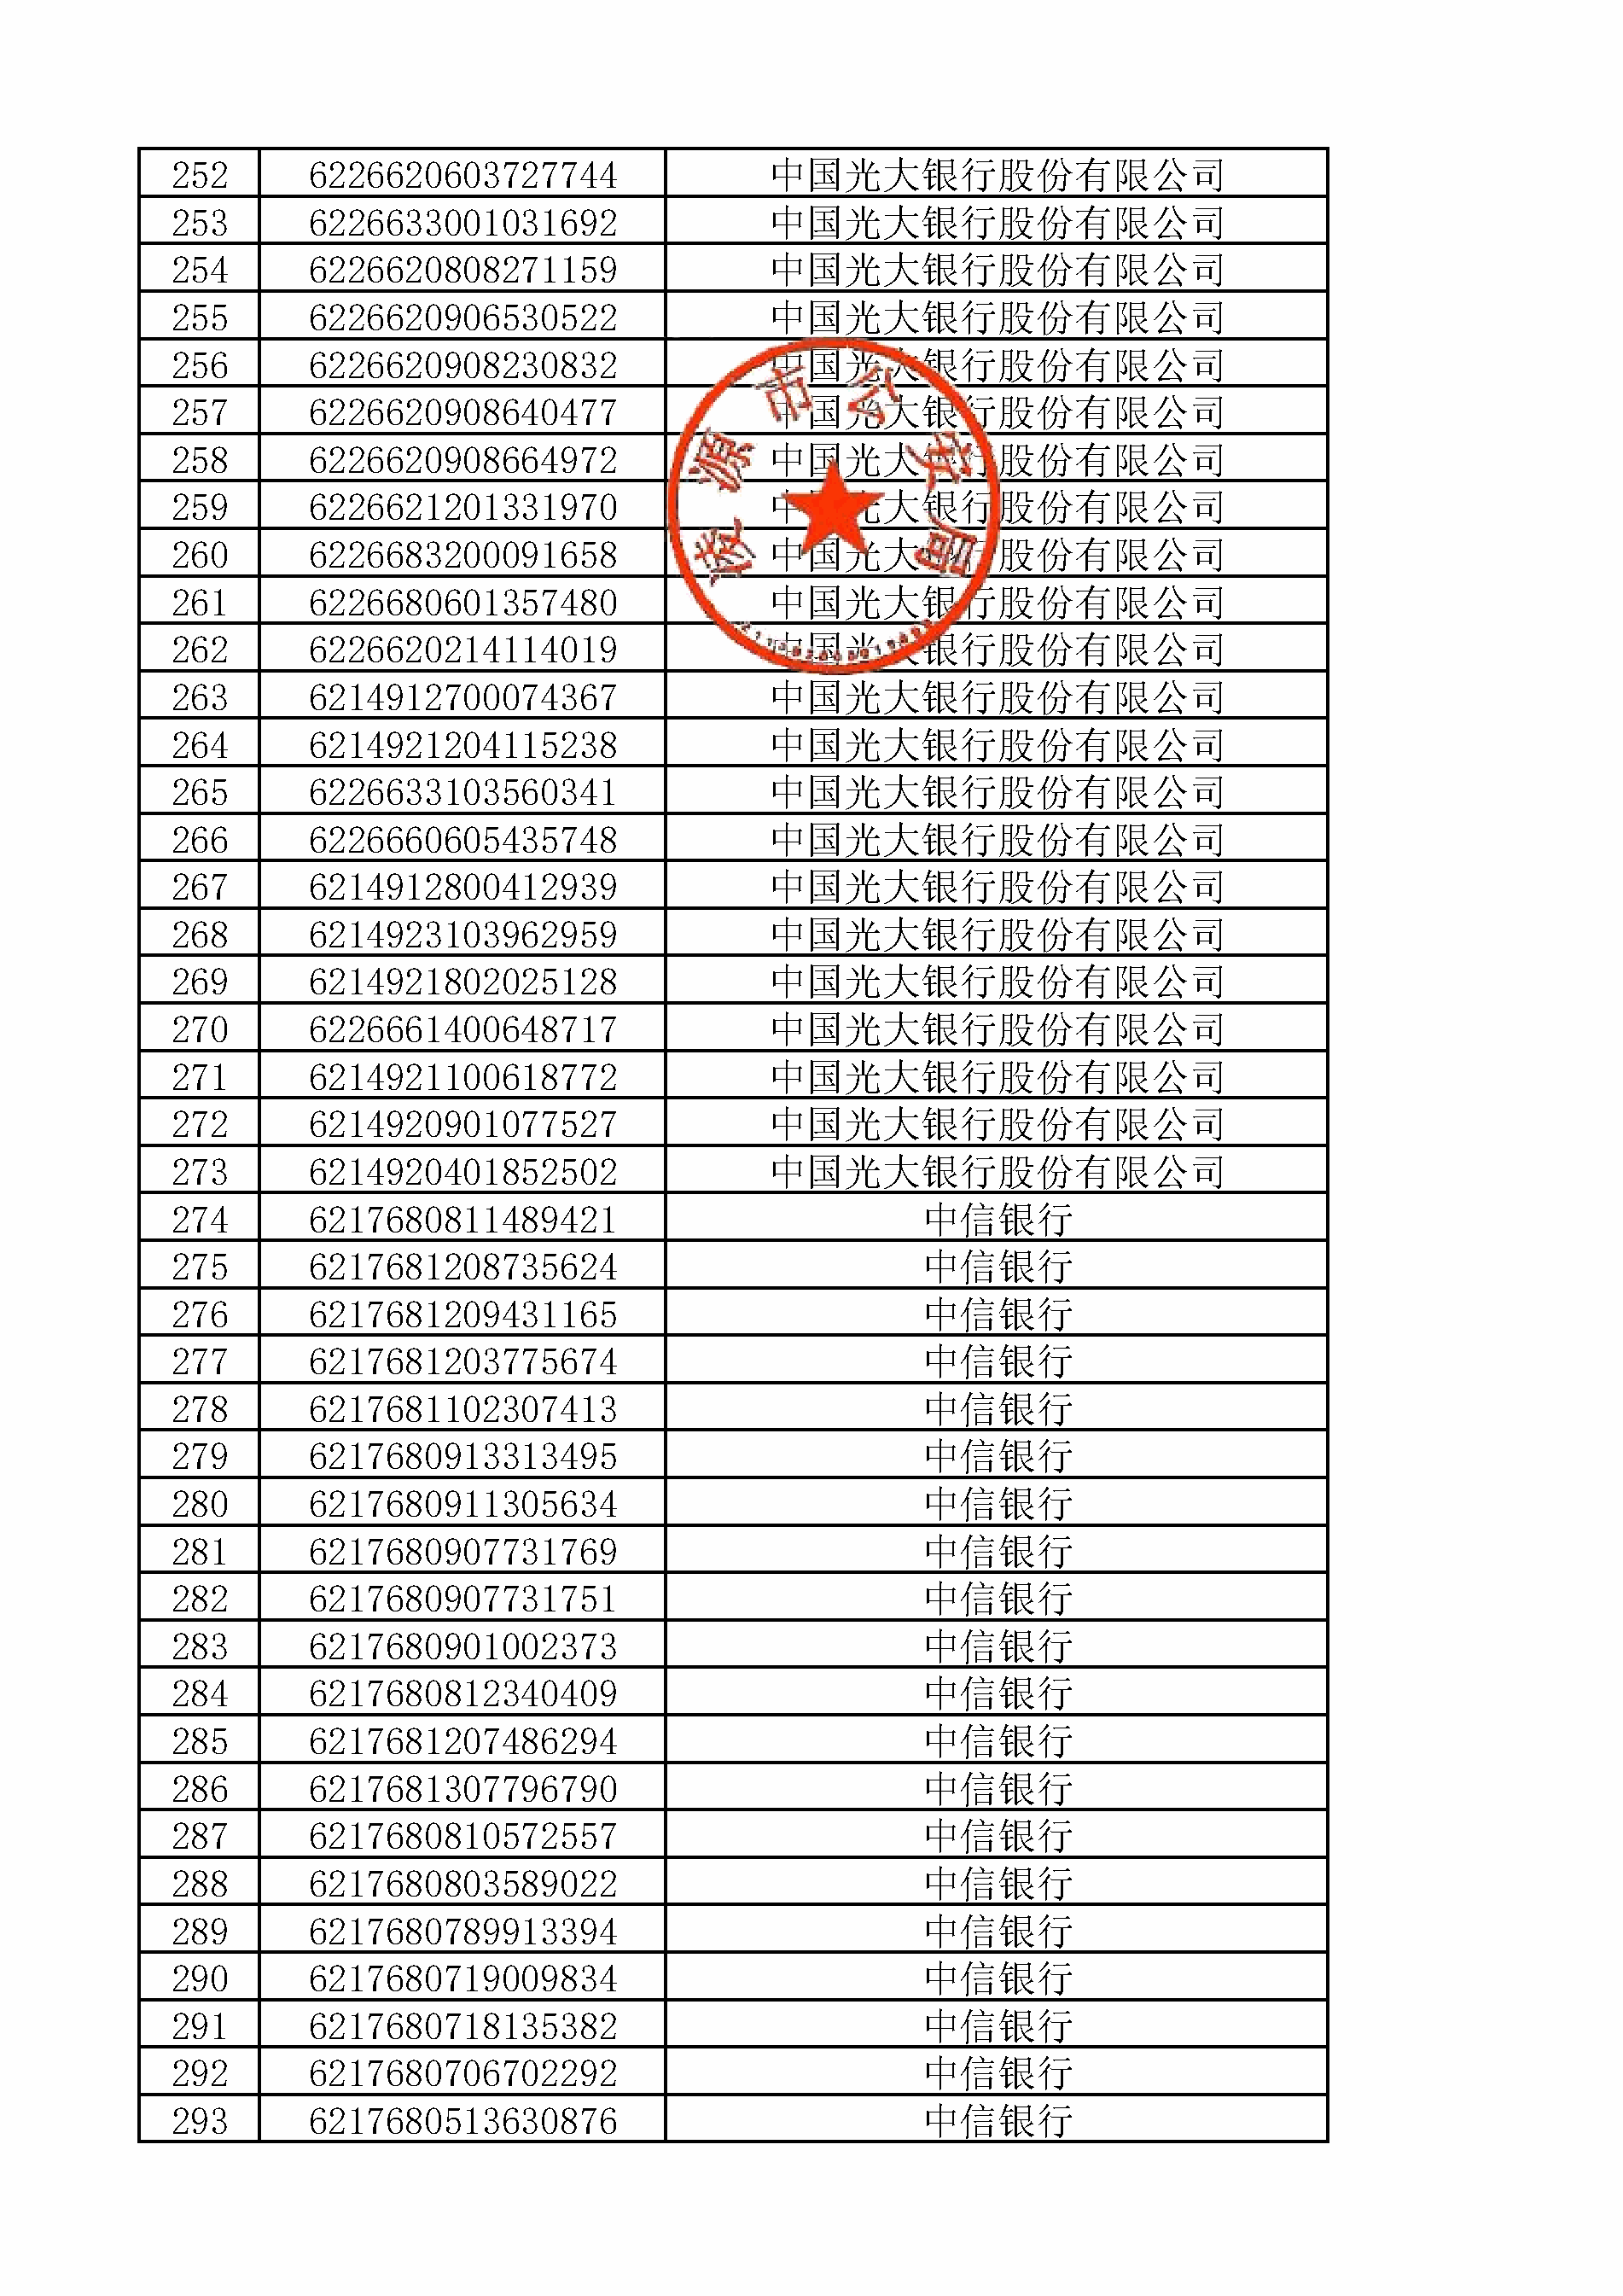 252 6226620603727744 中国光大银行股份有限公司
253 6226633001031692 中国光大银行股份有限公司
254 6226620808271159 中国光大银行股份有限公司
255 6226620906530522 中国光大银行股份有限公司
256 6226620908230832 中国光大银行股份有限公司
257 6226620908640477 中国光大银行股份有限公司
258 6226620908664972 中国光大银行股份有限公司
259 6226621201331970 中国光大银行股份有限公司
260 6226683200091658 中国光大银行股份有限公司
261 6226680601357480 中国光大银行股份有限公司
262 6226620214114019 中国光大银行股份有限公司
凌源市公安局
263 6214912700074367 中国光大银行股份有限公司
264 6214921204115238 中国光大银行股份有限公司
265 6226633103560341 中国光大银行股份有限公司
266 6226660605435748 中国光大银行股份有限公司
267 6214912800412939 中国光大银行股份有限公司
268 6214923103962959 中国光大银行股份有限公司
269 6214921802025128 中国光大银行股份有限公司
270 6226661400648717 中国光大银行股份有限公司
271 6214921100618772 中国光大银行股份有限公司
272 6214920901077527 中国光大银行股份有限公司
273 6214920401852502 中国光大银行股份有限公司
274 6217680811489421 中信银行
275 6217681208735624 中信银行
276 6217681209431165 中信银行
277 6217681203775674 中信银行
278 6217681102307413 中信银行
279 6217680913313495 中信银行
280 6217680911305634 中信银行
281 6217680907731769 中信银行
282 6217680907731751 中信银行
283 6217680901002373 中信银行
284 6217680812340409 中信银行
285 6217681207486294 中信银行
286 6217681307796790 中信银行
287 6217680810572557 中信银行
288 6217680803589022 中信银行
289 6217680789913394 中信银行
290 6217680719009834 中信银行
291 6217680718135382 中信银行
292 6217680706702292 中信银行
293 6217680513630876 中信银行